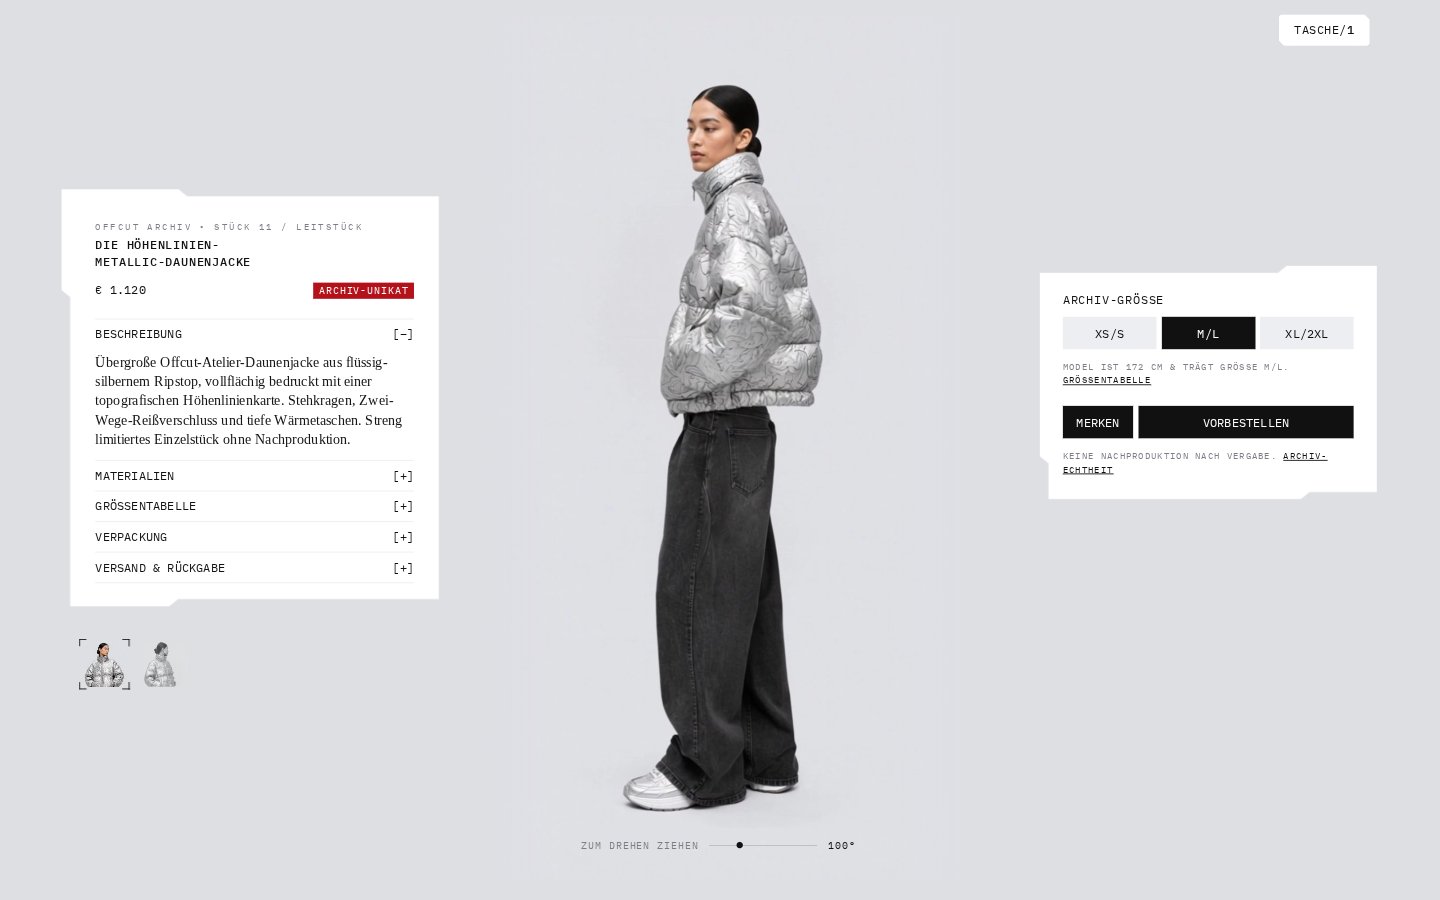 TASCHE/1
OFFCUT ARCHIV • STÜCK 11 / LEITSTÜCK
DIE HÖHENLINIEN-
METALLIC-DAUNENJACKE
€ 1.120
ARCHIV-UNIKAT
BESCHREIBUNG [−]
Übergroße Offcut-Atelier-Daunenjacke aus flüssig-
silbernem Ripstop, vollflächig bedruckt mit einer
topografischen Höhenlinienkarte. Stehkragen, Zwei-
Wege-Reißverschluss und tiefe Wärmetaschen. Streng
limitiertes Einzelstück ohne Nachproduktion.
MATERIALIEN [+]
GRÖSSENTABELLE [+]
VERPACKUNG [+]
VERSAND & RÜCKGABE [+]
ARCHIV-GRÖSSE
XS/S M/L XL/2XL
MODEL IST 172 CM & TRÄGT GRÖSSE M/L.
GRÖSSENTABELLE
MERKEN VORBESTELLEN
KEINE NACHPRODUKTION NACH VERGABE. ARCHIV-
ECHTHEIT
ZUM DREHEN ZIEHEN 100°